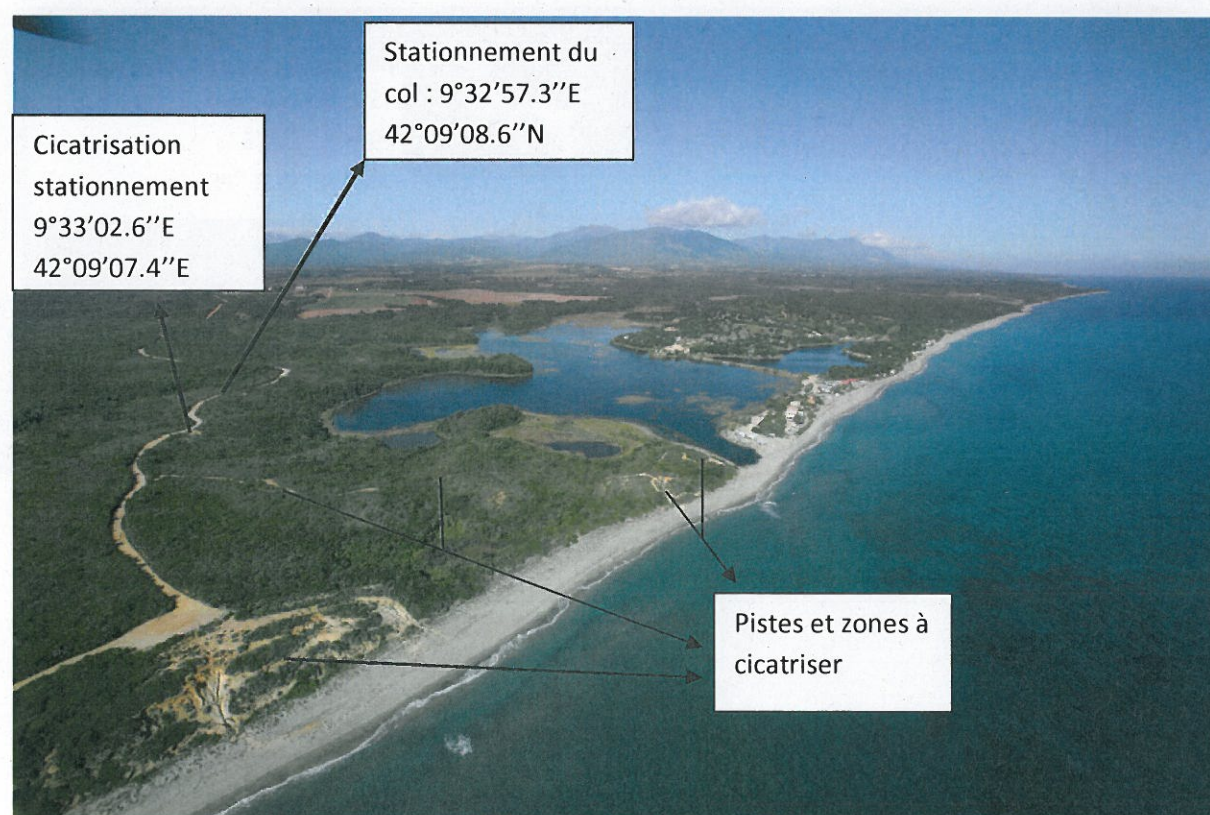 Stationnement du
col : 9°32’57.3’’E
42°09’08.6’’N
Cicatrisation
stationnement
9°33’02.6’’E
42°09’07.4’’E
Pistes et zones à
cicatriser